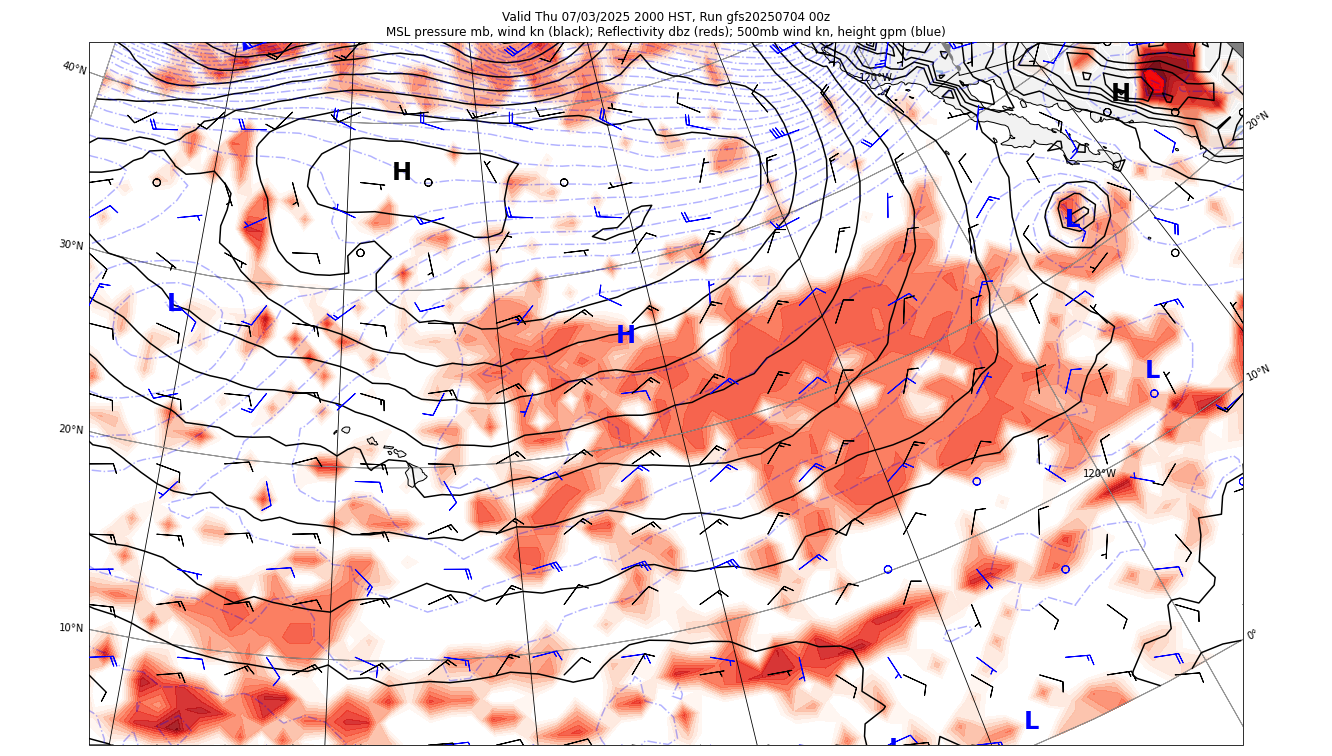 Valid Thu 07/03/2025 2000 HST, Run gfs20250704 00z
MSL pressure mb, wind kn (black); Reflectivity dbz (reds); 500mb wind kn, height gpm (blue)
40°N
120°W
H
20°N
H
L
30°N
L
H
L
10°N
20°N
120°W
10°N
0°
L
L